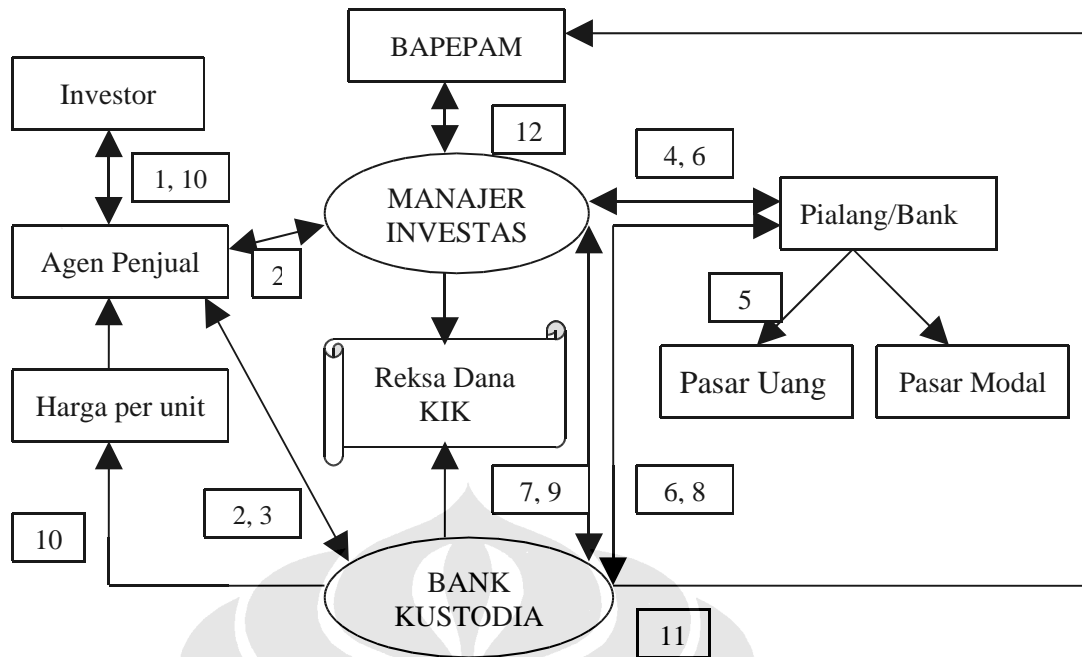 BAPEPAM
Investor
12
4, 6
1, 10
MANAJER
INVESTAS
Pialang/Bank
Agen Penjual
2
5
Reksa Dana
KIK
Pasar Uang
Pasar Modal
Harga per unit
7, 9
6, 8
2, 3
10
BANK
KUSTODIA
11